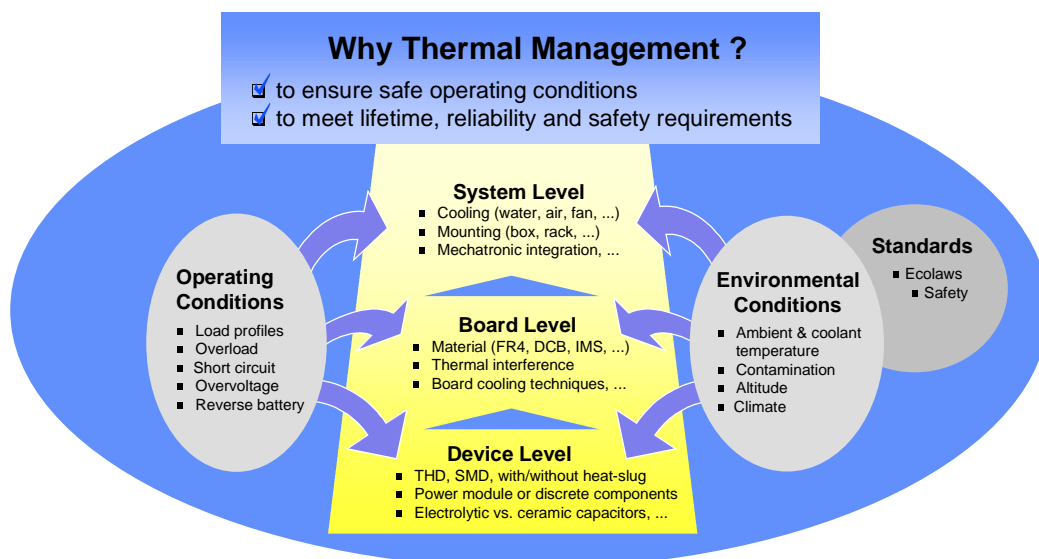 Why Thermal Management ?
to ensure safe operating conditions
to meet lifetime, reliability and safety requirements
System Level
Cooling (water, air, fan, ...)
Mounting (box, rack, ...)
Mechatronic integration, ...
Operating
Conditions
Load profiles
Overload
Short circuit
Overvoltage
Reverse battery
Board Level
Material (FR4, DCB, IMS, ...)
Thermal interference
Board cooling techniques, ...
Device Level
THD, SMD, with/without heat-slug
Power module or discrete components
Electrolytic vs. ceramic capacitors, ...
Environmental
Conditions
Ambient & coolant
temperature
Contamination
Altitude
Climate
Standards
Ecolaws
Safety